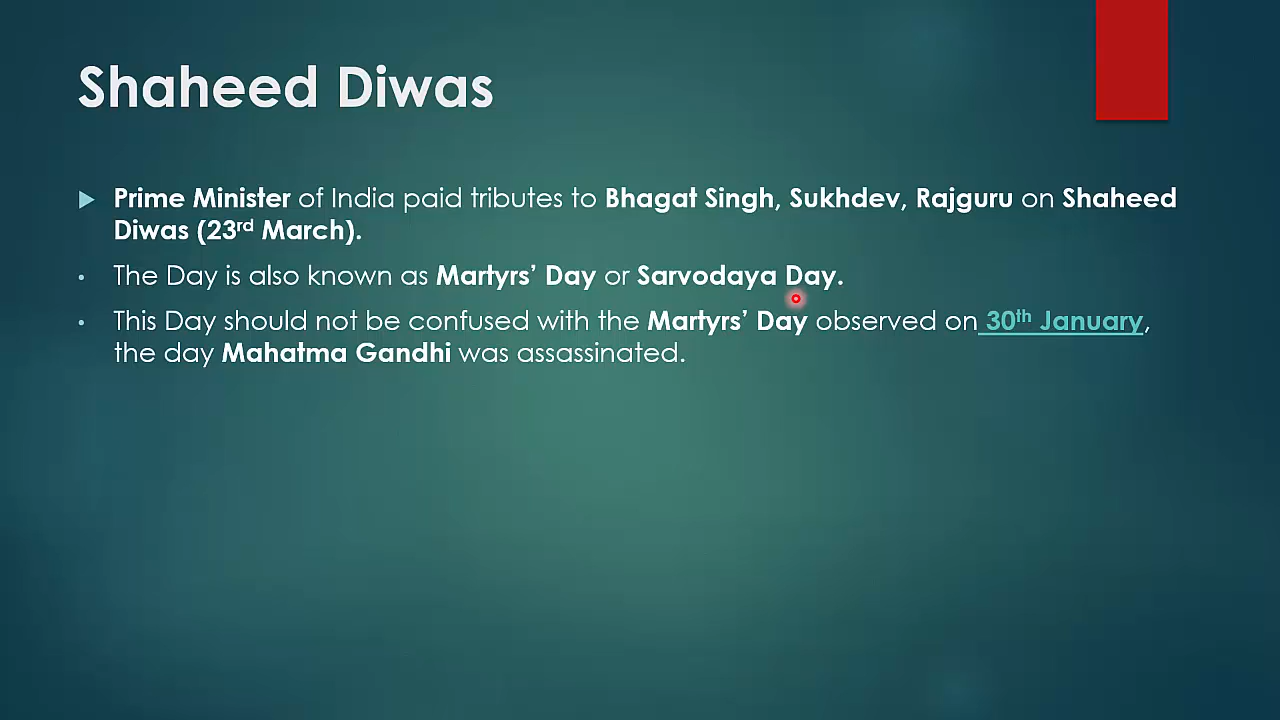 Shaheed Diwas
Prime Minister of India paid tributes to Bhagat Singh, Sukhdev, Rajguru on Shaheed
Diwas (23rd March).
The Day is also known as Martyrs’ Day or Sarvodaya Day.
This Day should not be confused with the Martyrs’ Day observed on 30th January,
the day Mahatma Gandhi was assassinated.